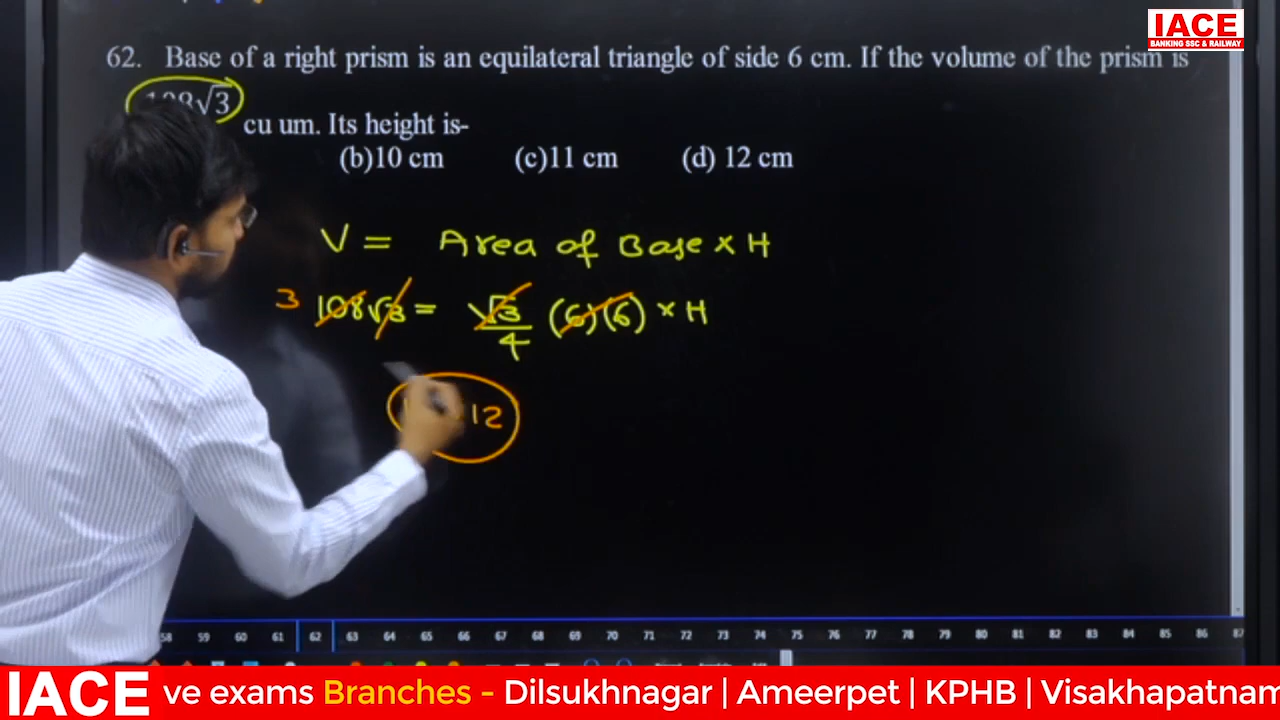 IACE
BANKING SSC & RAILWAY
62. Base of a right prism is an equilateral triangle of side 6 cm. If the volume of the prism is
108√3
cu um. Its height is-
(b)10 cm (c)11 cm (d) 12 cm
V = Area of Base × H
3 108√3 = √3/4 (6)(6) × H
12
58 59 60 61 62 63 64 65 66 67 68 69 70 71 72 73 74 75 76 77 78 79 80 81 82 83 84 85 86 87
IACE ve exams Branches - Dilsukhnagar | Ameerpet | KPHB | Visakhapatnam